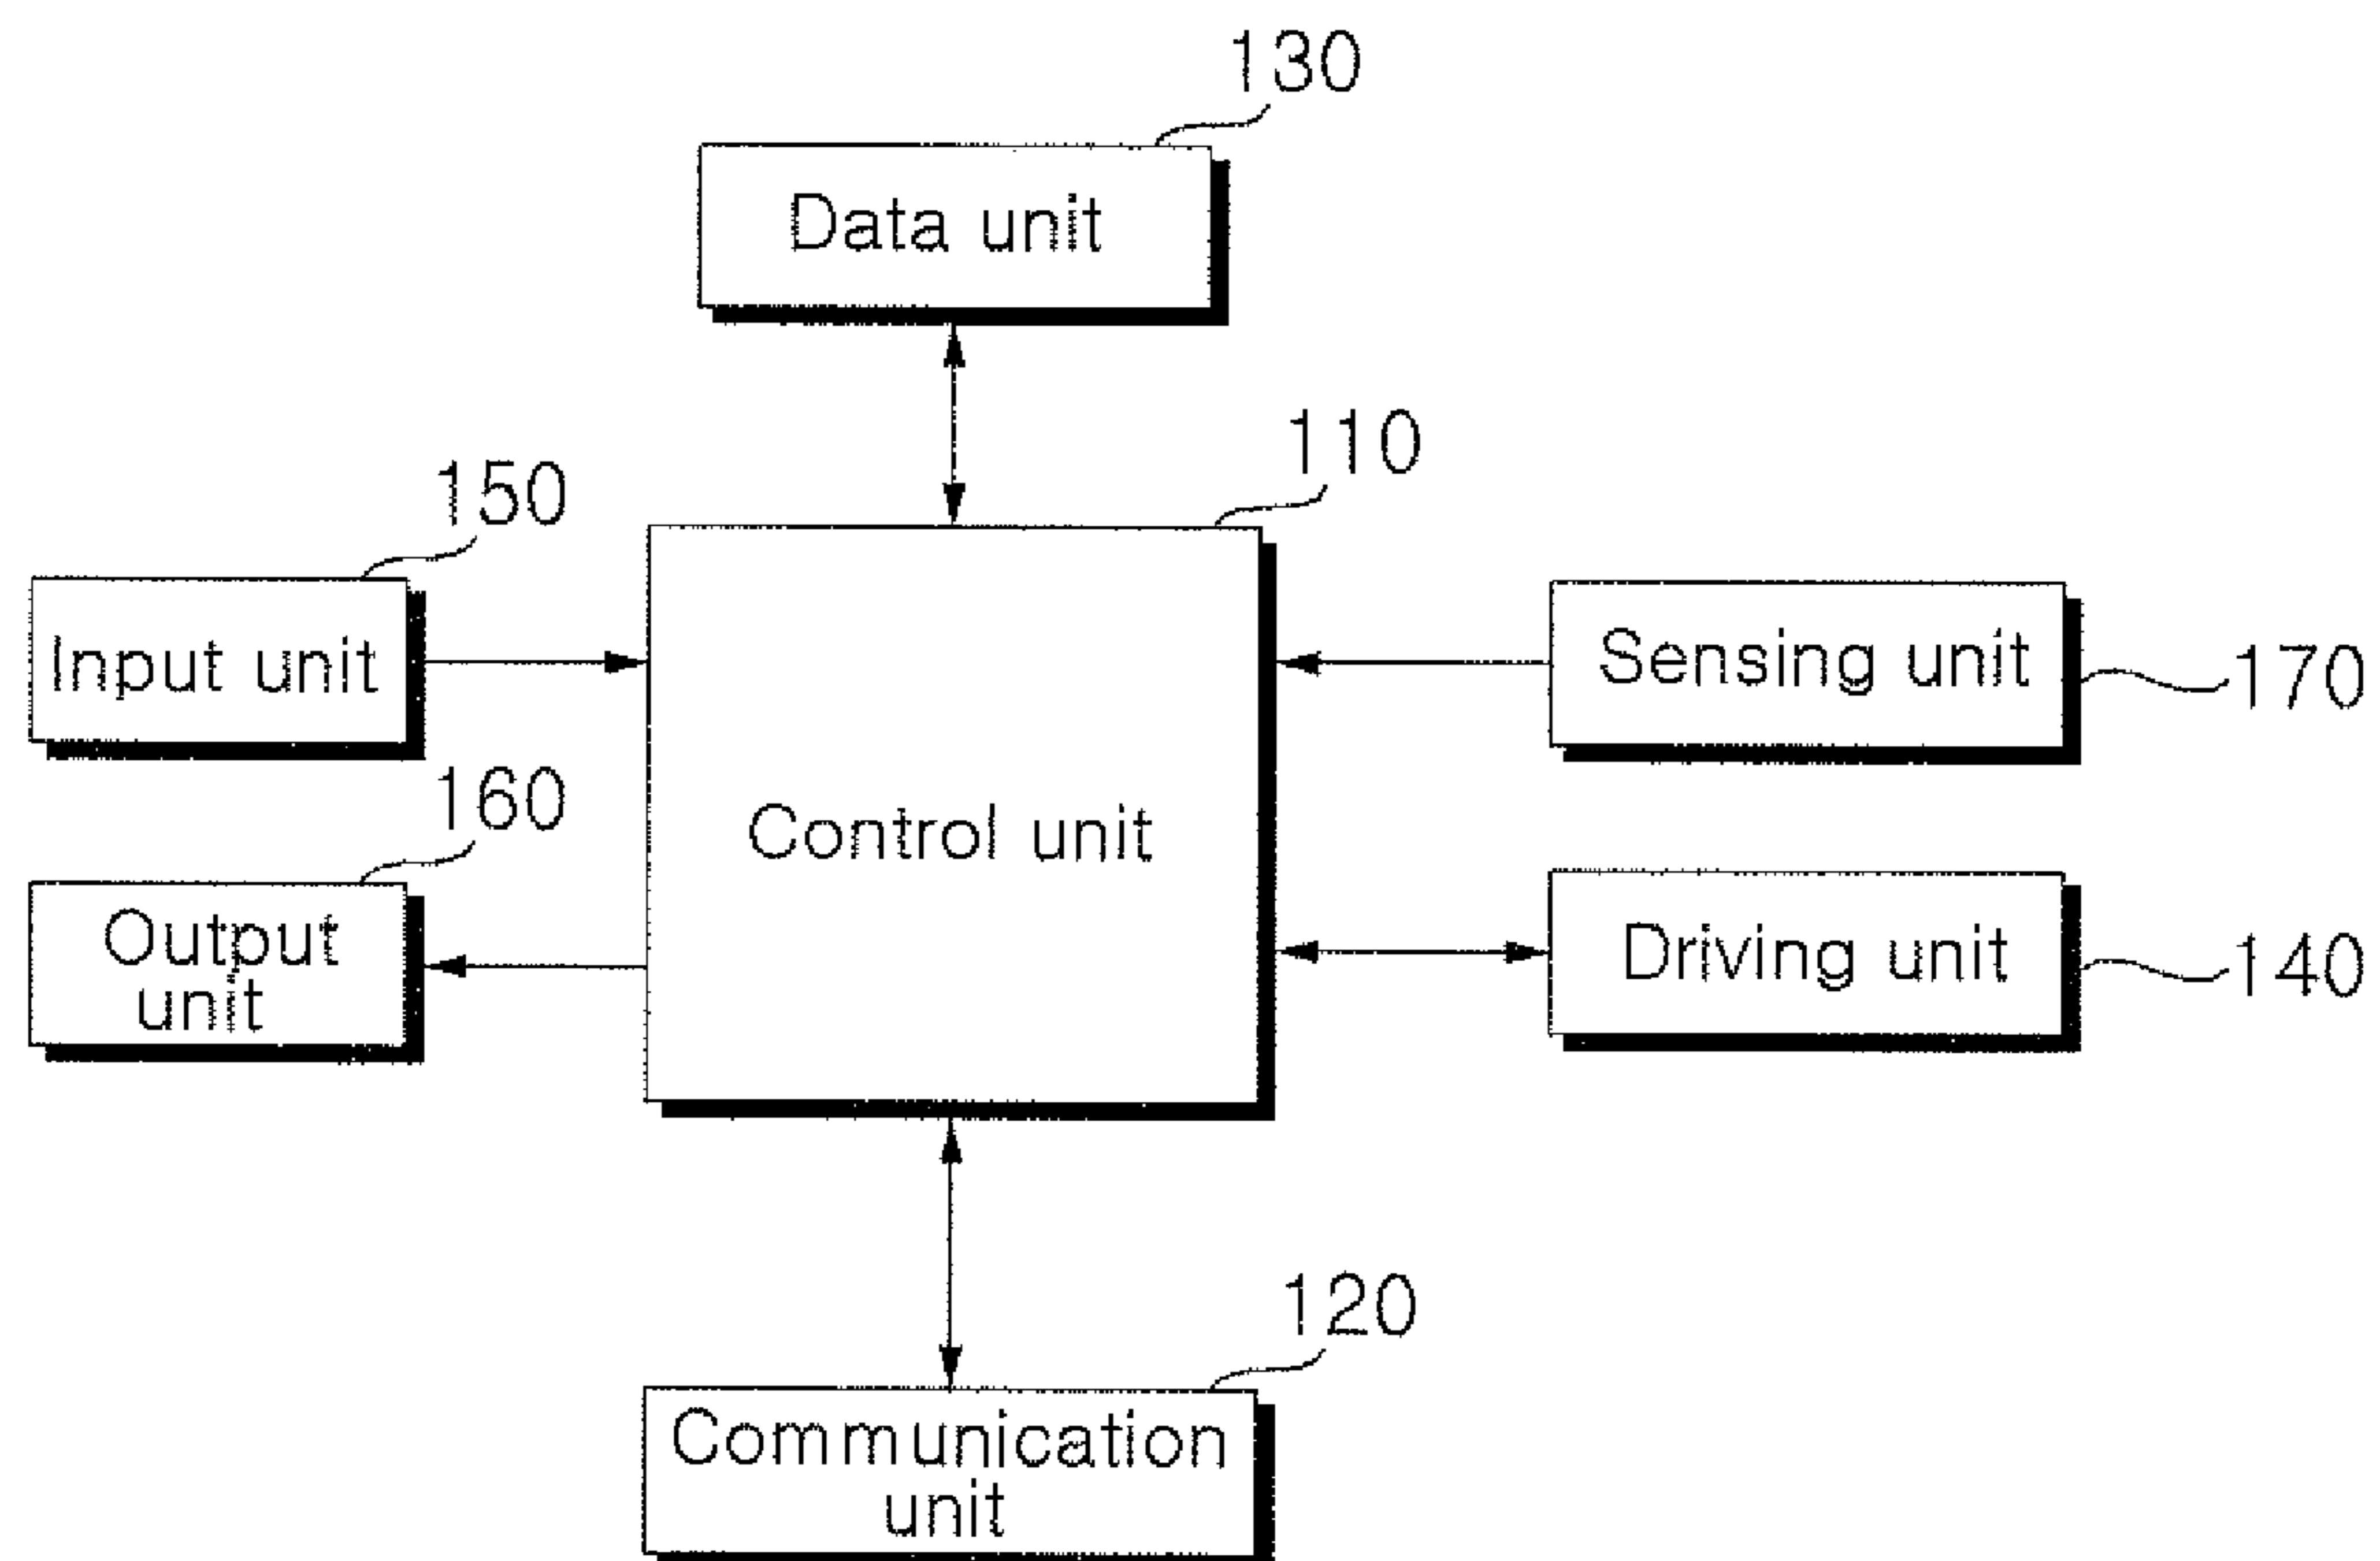 130
Data unit
110
150
Input unit
Sensing unit
170
160
Control unit
Output
unit
Driving unit
140
120
Communication
unit